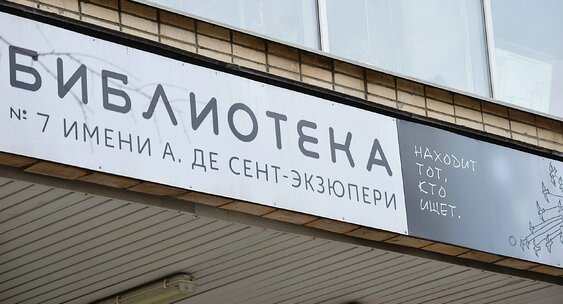 БИБЛИОТЕКА
№ 7 ИМЕНИ А. ДЕ СЕНТ-ЭКЗЮПЕРИ
НАХОДИТ
ТОТ,
КТО
ИЩЕТ.